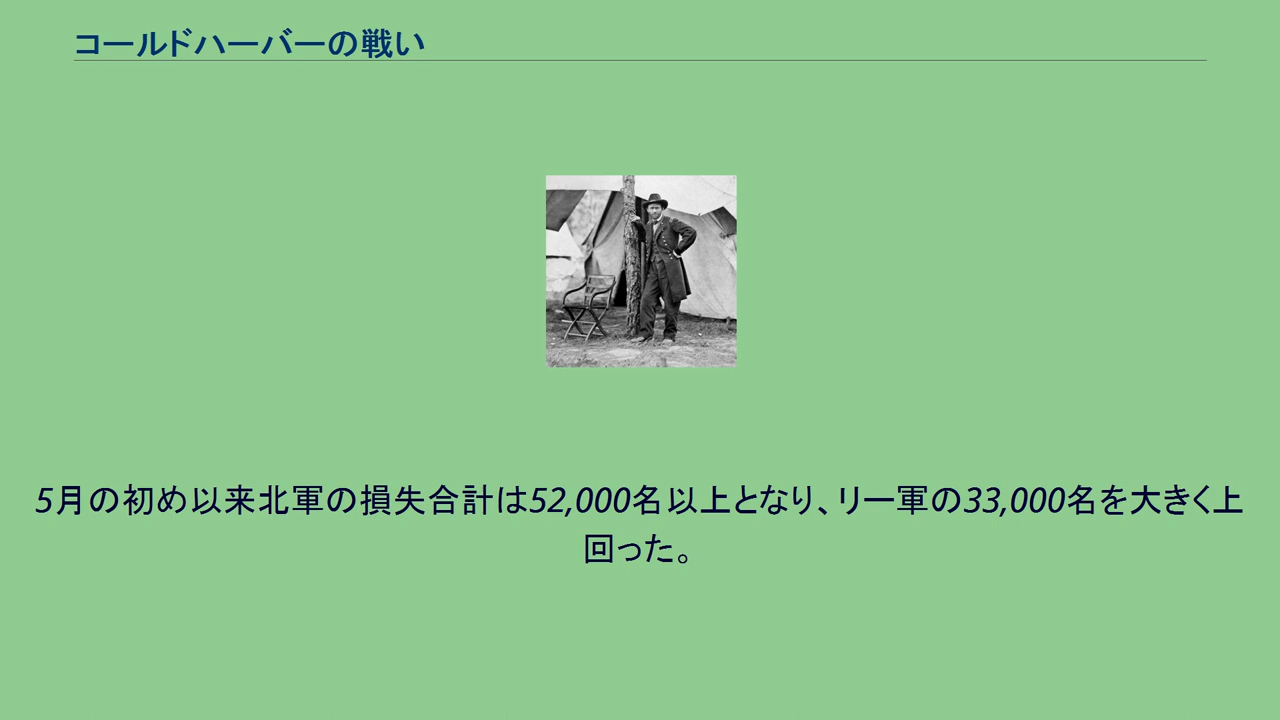 コールドハーバーの戦い
5月の初め以来北軍の損失合計は52,000名以上となり、リー軍の33,000名を大きく上
回った。